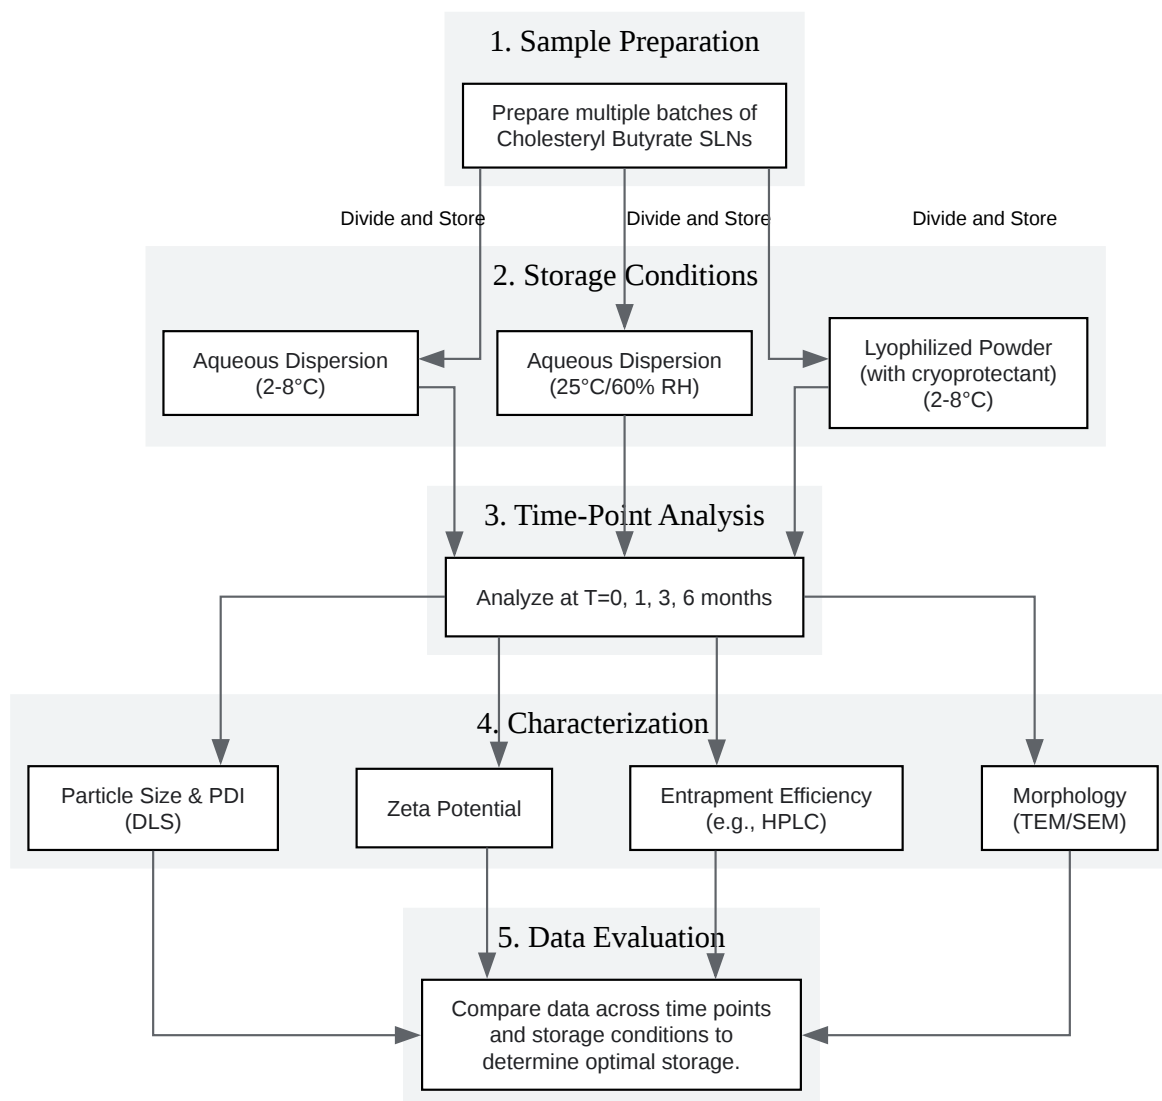 1. Sample Preparation
Prepare multiple batches of
Cholesteryl Butyrate SLNs
Divide and Store
Divide and Store
Divide and Store
2. Storage Conditions
Aqueous Dispersion
(2-8°C)
Aqueous Dispersion
(25°C/60% RH)
Lyophilized Powder
(with cryoprotectant)
(2-8°C)
3. Time-Point Analysis
Analyze at T=0, 1, 3, 6 months
4. Characterization
Particle Size & PDI
(DLS)
Zeta Potential
Entrapment Efficiency
(e.g., HPLC)
Morphology
(TEM/SEM)
5. Data Evaluation
Compare data across time points
and storage conditions to
determine optimal storage.